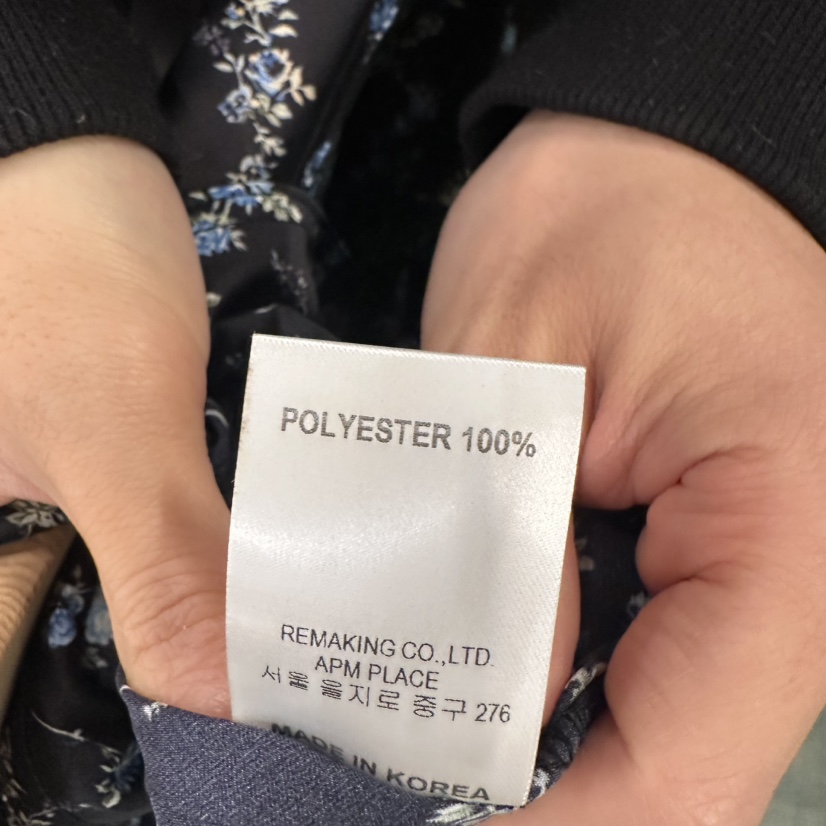 POLYESTER 100%
REMAKING CO.,LTD.
APM PLACE
서울 을지로 중구 276
MADE IN KOREA